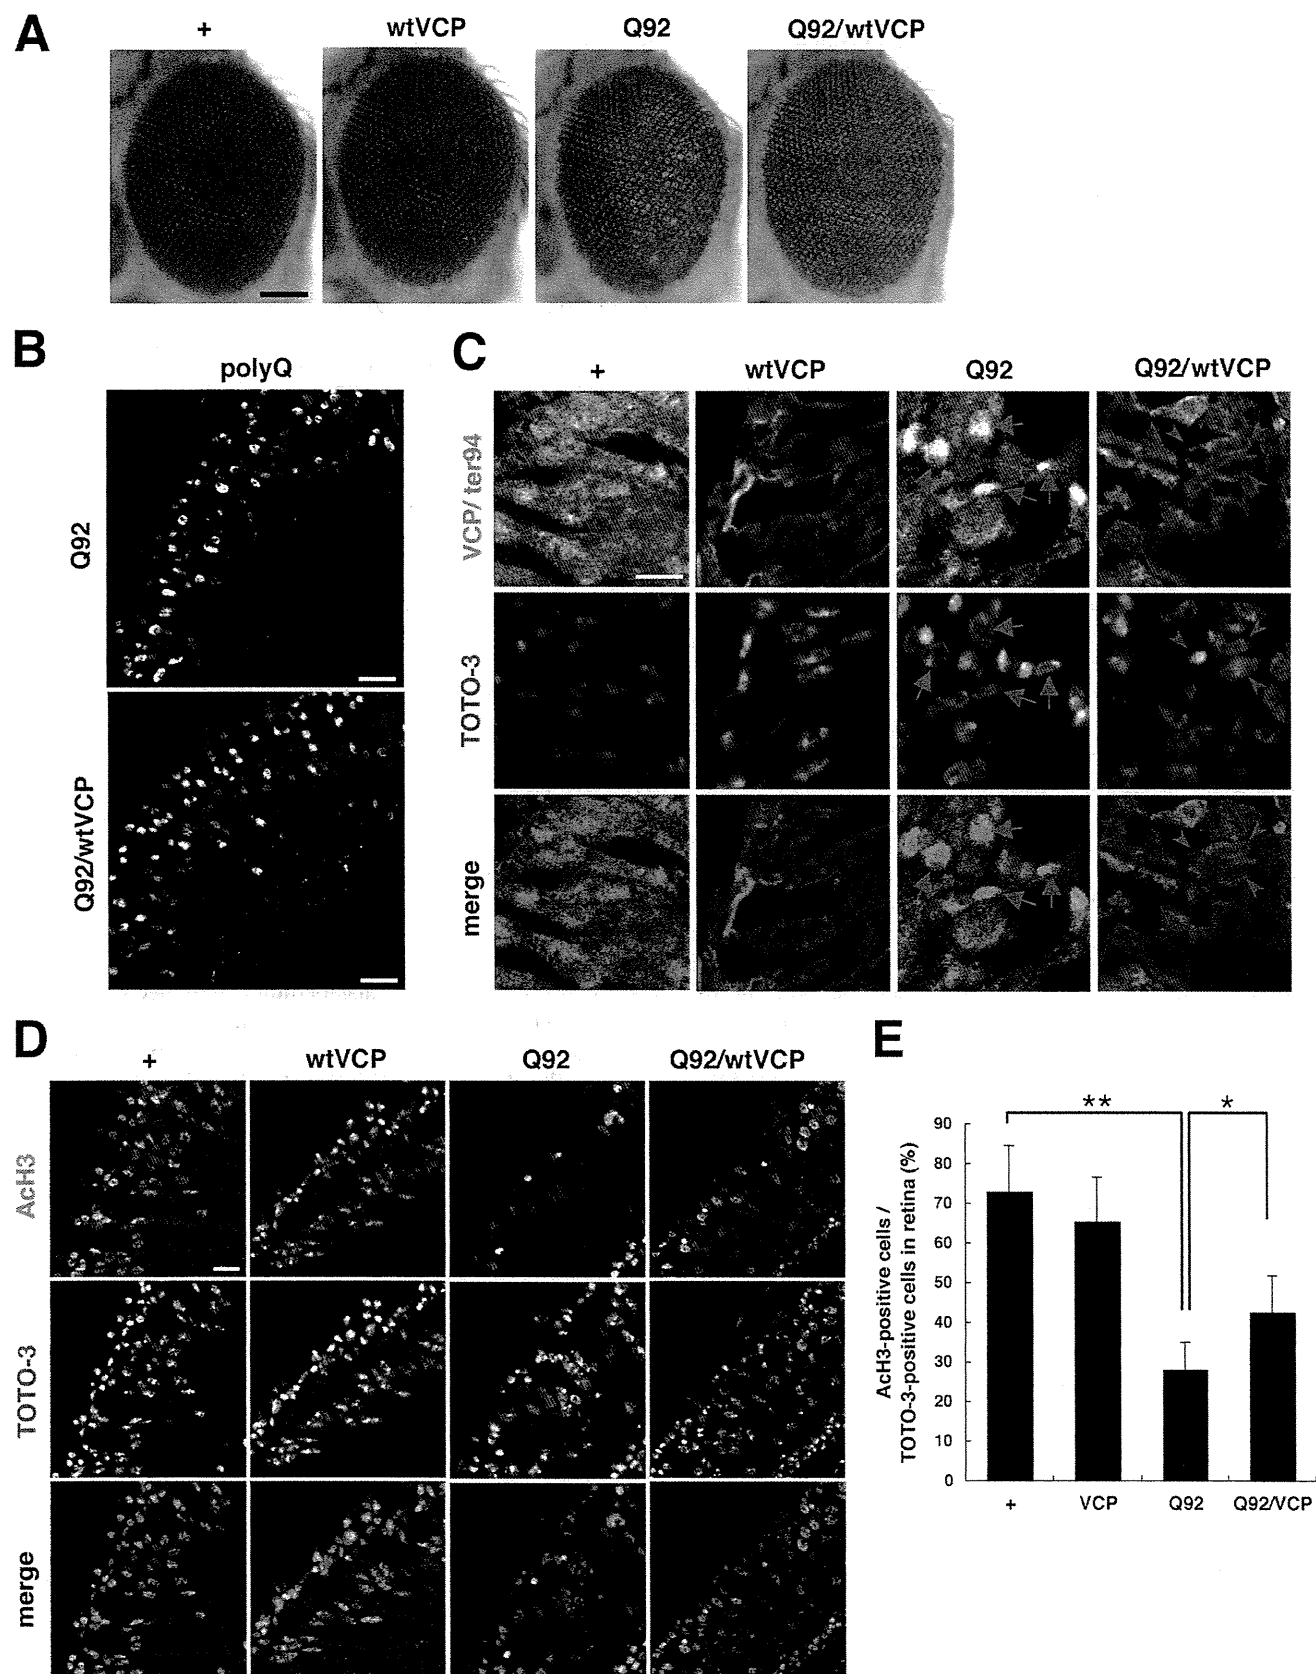 A
+ wtVCP Q92 Q92/wtVCP
B
polyQ
Q92
Q92/wtVCP
C
+ wtVCP Q92 Q92/wtVCP
VCP/ter94
TOTO-3
merge
D
+ wtVCP Q92 Q92/wtVCP
AcH3
TOTO-3
merge
E
** *
AcH3-positive cells /
TOTO-3-positive cells in retina (%)
90
80
70
60
50
40
30
20
10
0
+ VCP Q92 Q92/VCP